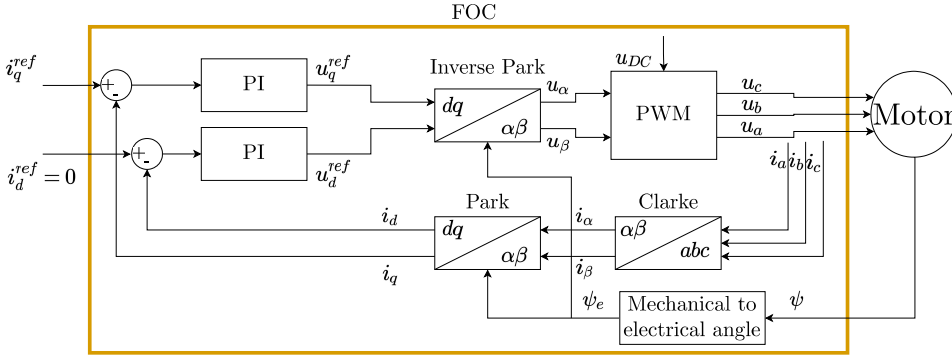 FOC
i_q^{ref}
+
-
PI
u_q^{ref}
Inverse Park
dq
αβ
u_α
u_β
u_{DC}
PWM
u_c
u_b
u_a
Motor
i_d^{ref} = 0
+
-
PI
u_d^{ref}
i_a i_b i_c
i_d
i_q
Park
dq
αβ
i_α
i_β
Clarke
αβ
abc
ψ_e
Mechanical to
electrical angle
ψ